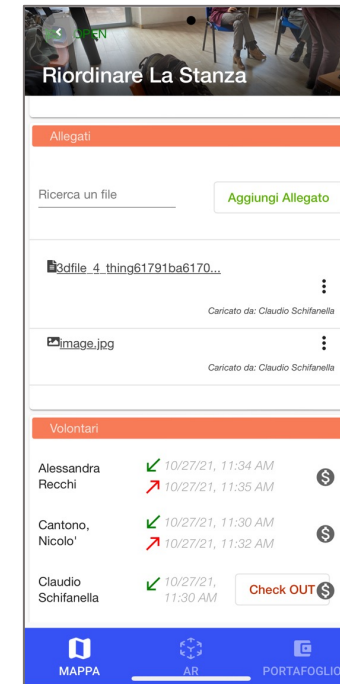 OPEN
Riordinare La Stanza
Allegati
Ricerca un file
Aggiungi Allegato
3dfile_4_thing61791ba6170...
Caricato da: Claudio Schifanella
image.jpg
Caricato da: Claudio Schifanella
Volontari
Alessandra
Recchi
10/27/21, 11:34 AM
10/27/21, 11:35 AM
$
Cantono,
Nicolo'
10/27/21, 11:30 AM
10/27/21, 11:32 AM
$
Claudio
Schifanella
10/27/21,
11:30 AM
Check OUT
$
MAPPA
AR
PORTAFOGLIO